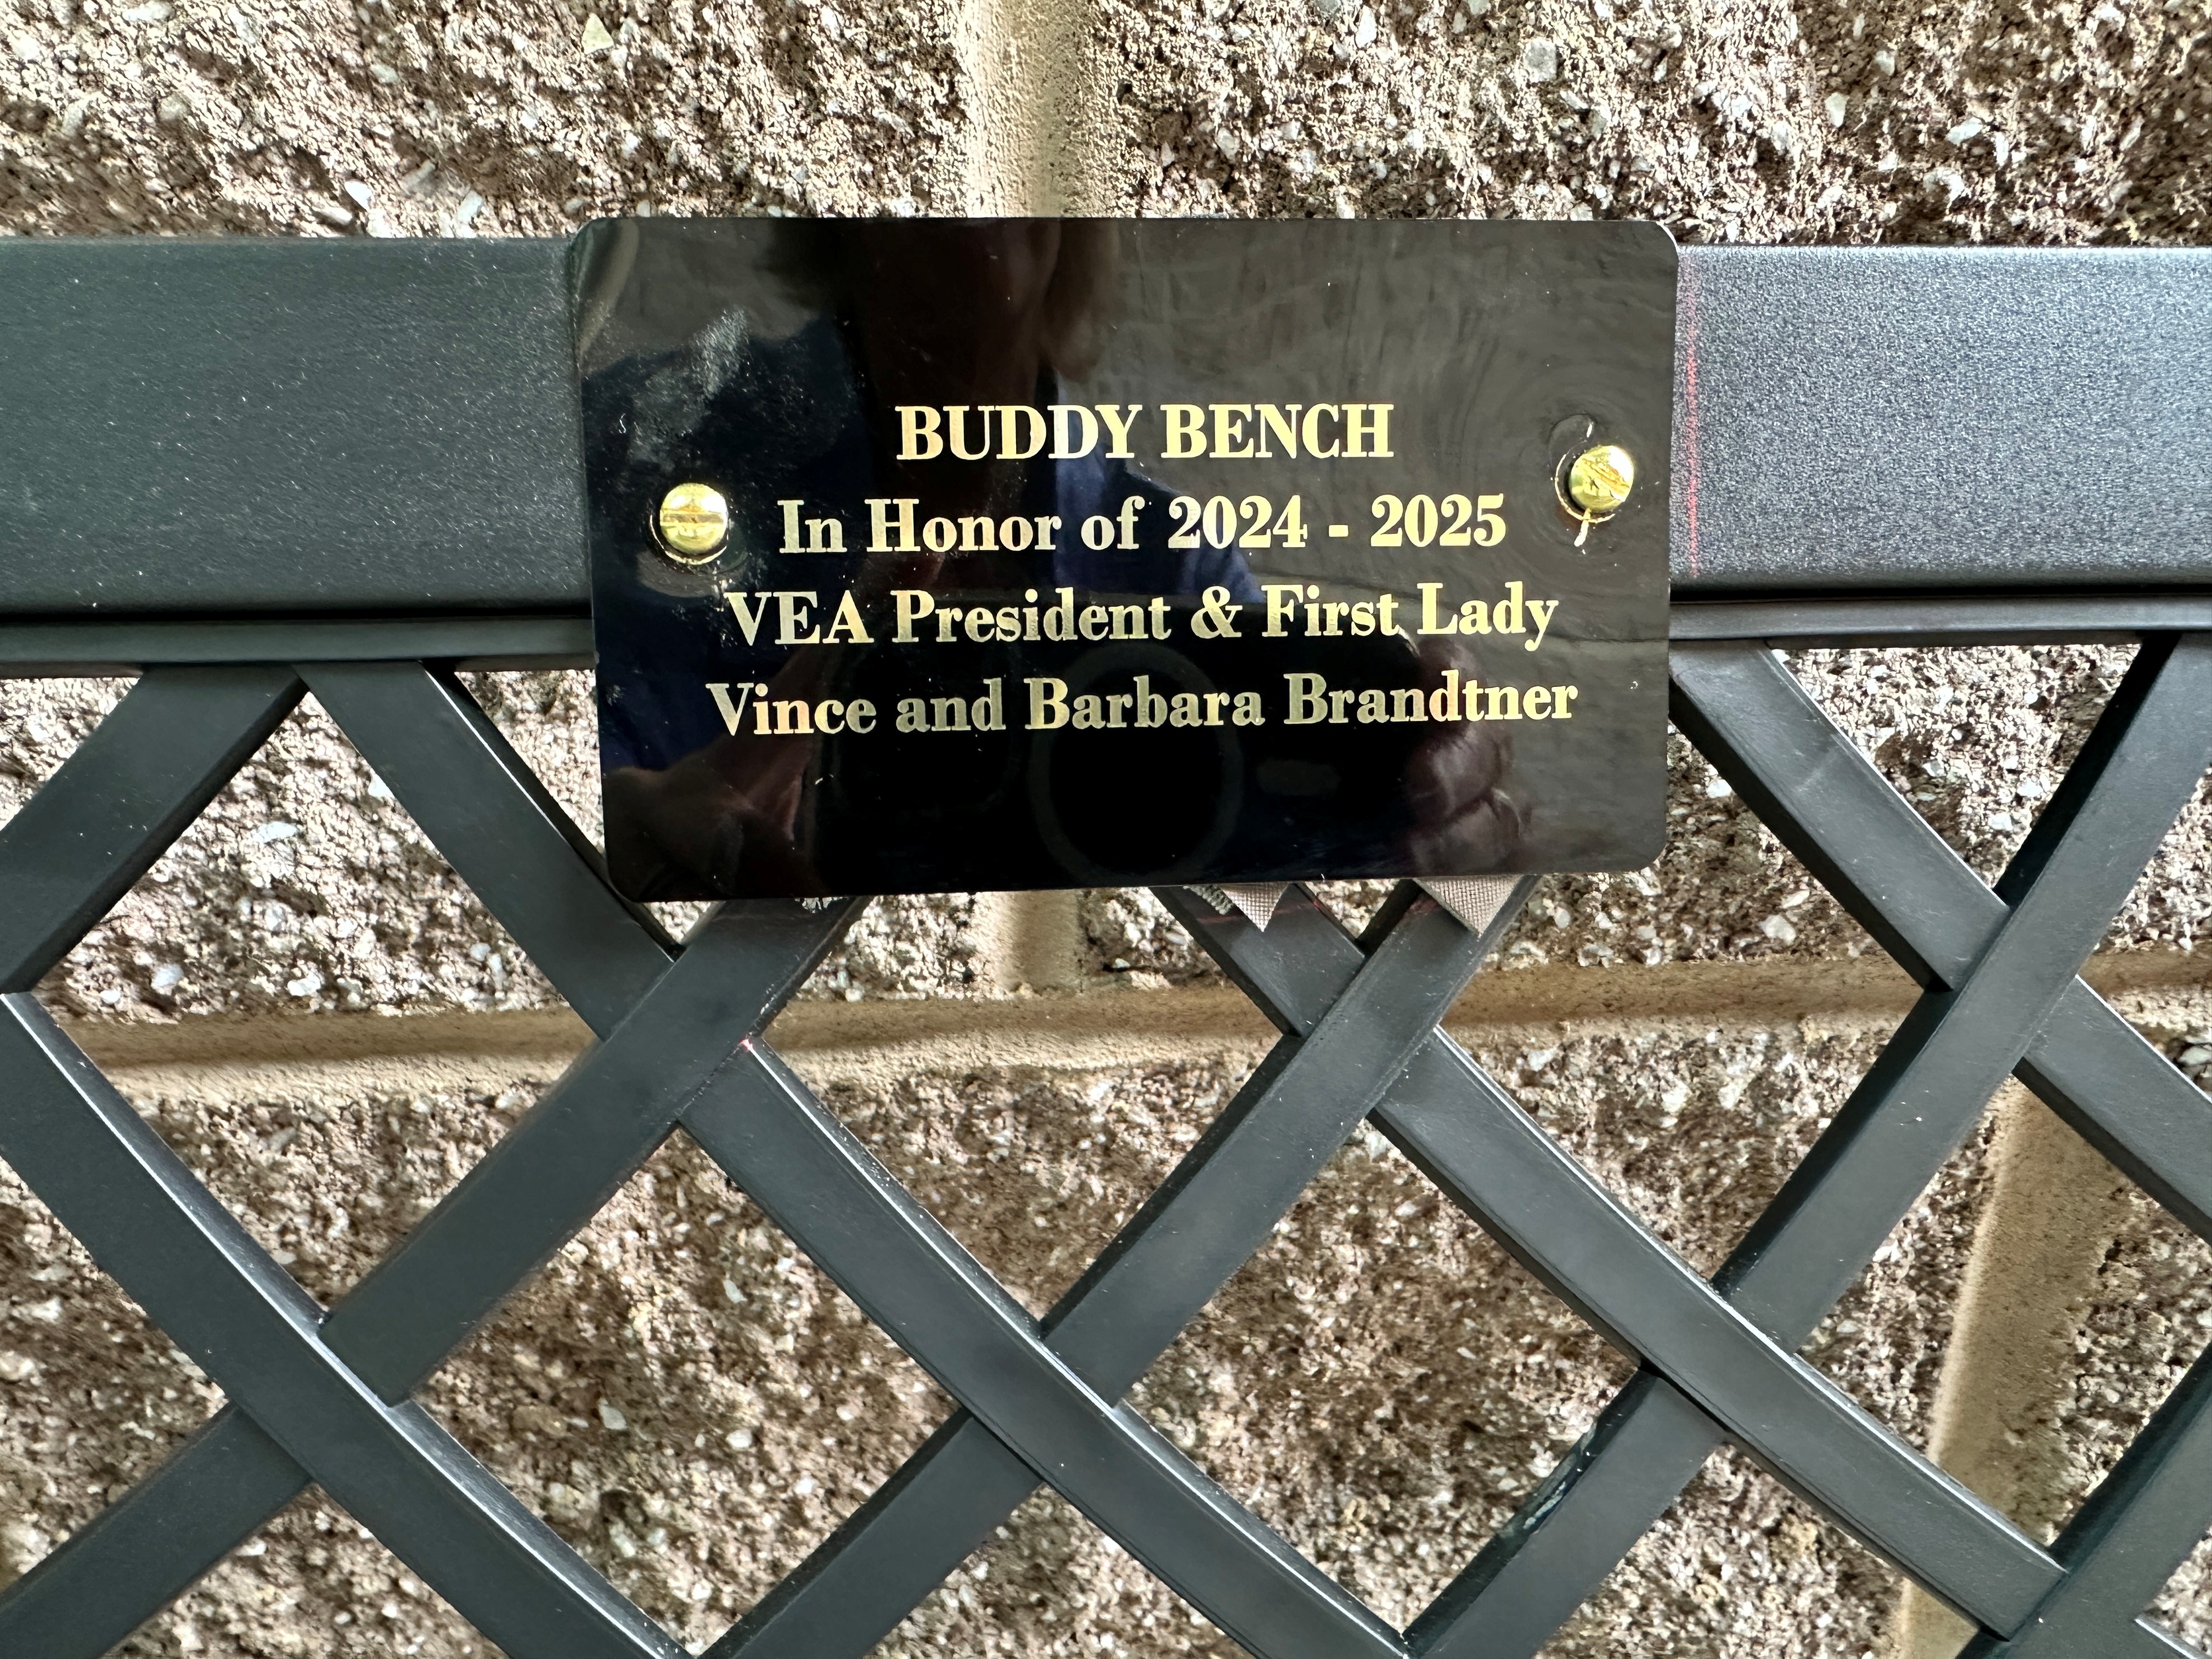 BUDDY BENCH
In Honor of 2024 - 2025
VEA President & First Lady
Vince and Barbara Brandtner